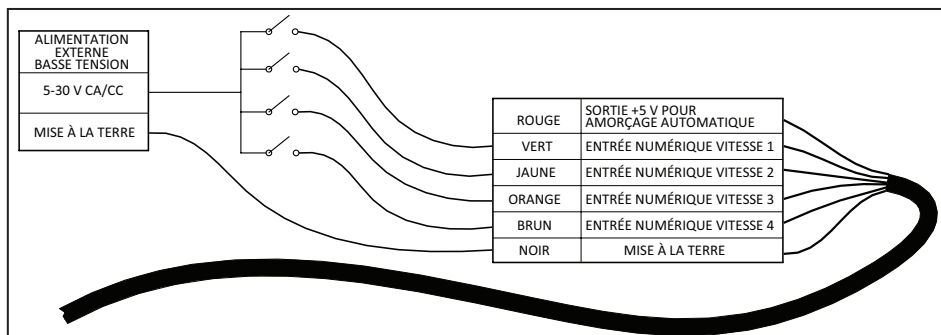 ALIMENTATION
EXTERNE
BASSE TENSION
5-30 V CA/CC
MISE À LA TERRE
ROUGE SORTIE +5 V POUR
AMORÇAGE AUTOMATIQUE
VERT ENTRÉE NUMÉRIQUE VITESSE 1
JAUNE ENTRÉE NUMÉRIQUE VITESSE 2
ORANGE ENTRÉE NUMÉRIQUE VITESSE 3
BRUN ENTRÉE NUMÉRIQUE VITESSE 4
NOIR MISE À LA TERRE